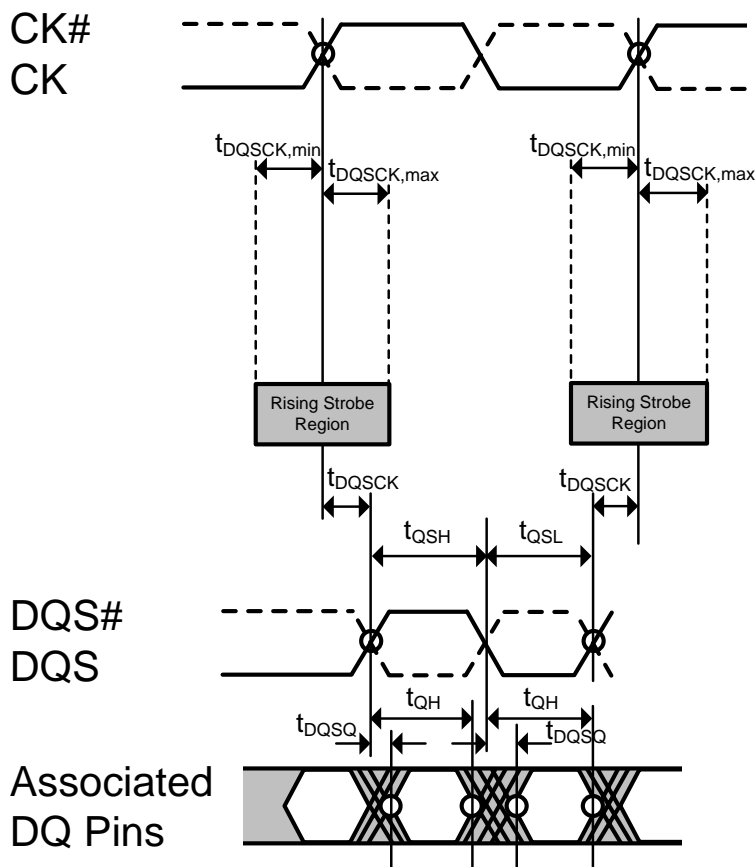 CK#
CK
tDQSCK,min
tDQSCK,max
tDQSCK,min
tDQSCK,max
Rising Strobe
Region
Rising Strobe
Region
tDQSCK
tDQSCK
tQSH
tQSL
DQS#
DQS
tQH
tQH
tDQSQ
tDQSQ
Associated
DQ Pins